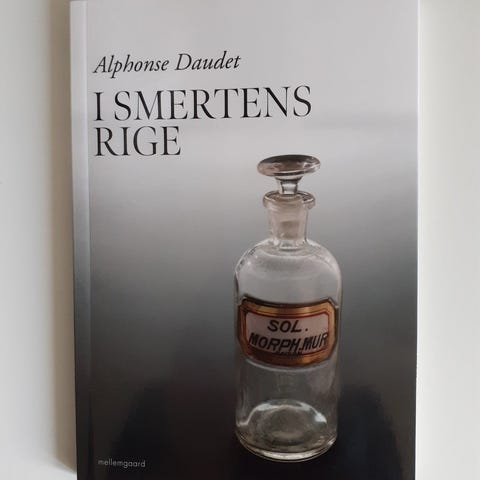 Alphonse Daudet
I SMERTENS
RIGE
SOL.
MORPH.MUR
mellemgaard